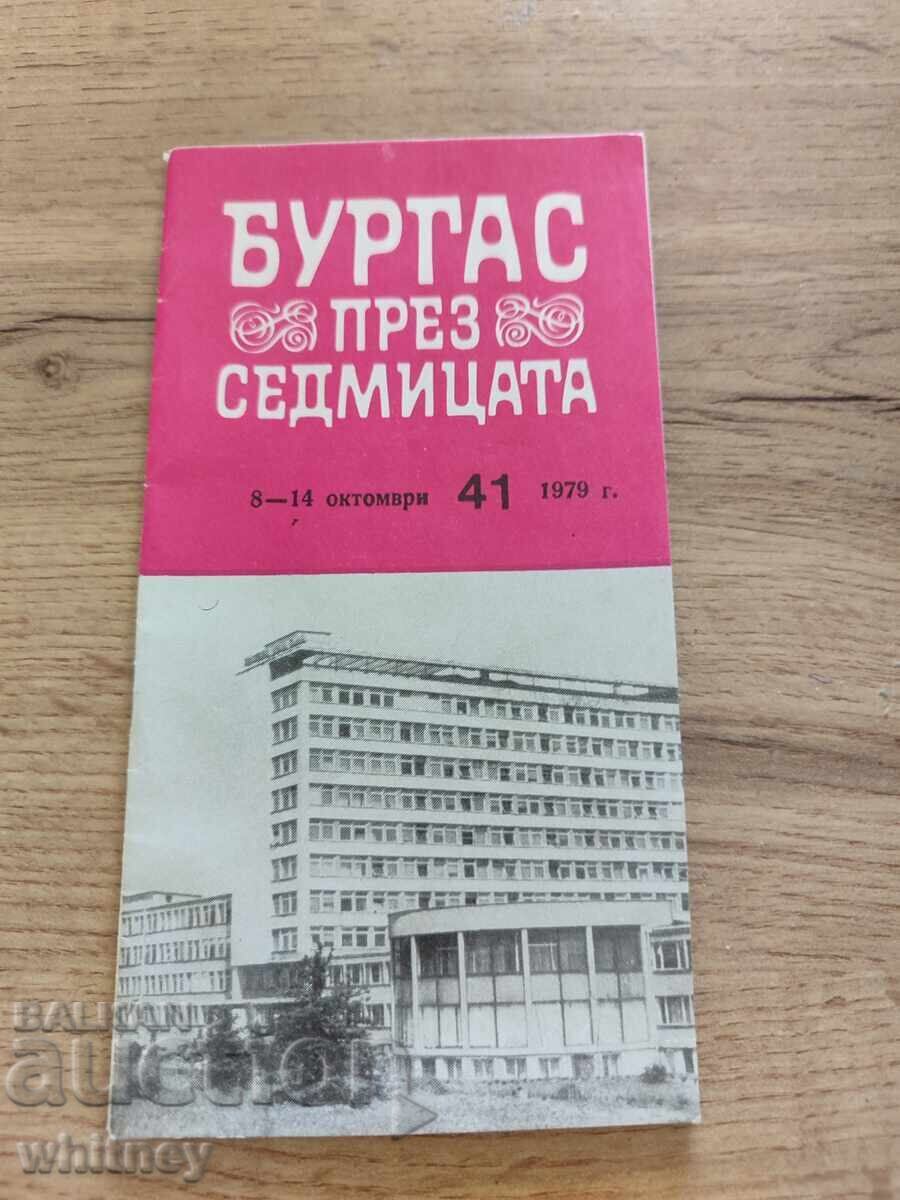 БУРГАС
ПРЕЗ
СЕДМИЦАТА
8—14 октомври 41 1979 г.
BALKAN
auction
whitney